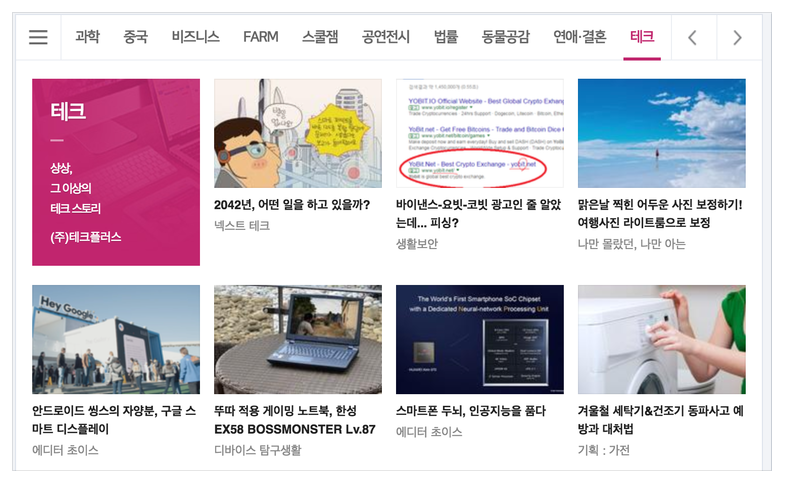 과학 중국 비즈니스 FARM 스쿨잼 공연전시 법률 동물공감 연애·결혼 테크
테크
상상,
그 이상의
테크 스토리
(주)테크플러스
2042년, 어떤 일을 하고 있을까?
넥스트 테크
YOBIT.IO Official Website - Best Global Crypto Exchan
YOBit.net - Get Free Bitcoins - Trade and Bitcoin Dice
YoBit.Net - Best Crypto Exchange - yobit.net
바이낸스-요빗-코빗 광고인 줄 알았
는데... 피싱?
생활보안
맑은날 찍힌 어두운 사진 보정하기!
여행사진 라이트룸으로 보정
나만 몰랐던, 나만 아는
Hey Google
안드로이드 씽스의 자양분, 구글 스
마트 디스플레이
에디터 초이스
뚜따 적용 게이밍 노트북, 한성
EX58 BOSSMONSTER Lv.87
디바이스 탐구생활
The World's First Smartphone SoC Chipset
with a Dedicated Neural-network Processing Unit
스마트폰 두뇌, 인공지능을 품다
에디터 초이스
겨울철 세탁기&건조기 동파사고 예
방과 대처법
기획 : 가전